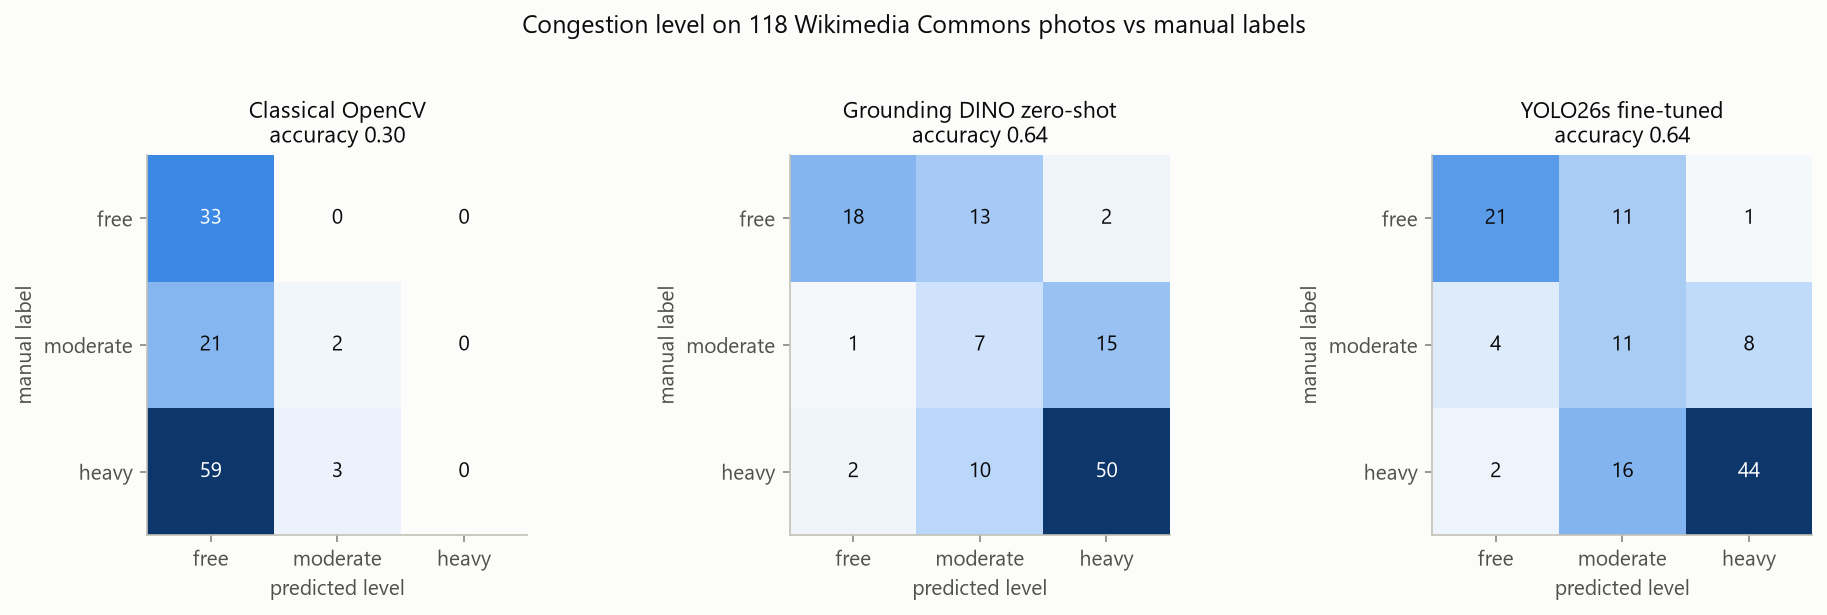 Congestion level on 118 Wikimedia Commons photos vs manual labels
Classical OpenCV
accuracy 0.30
manual label
free 33 0 0
moderate 21 2 0
heavy 59 3 0
free moderate heavy
predicted level
Grounding DINO zero-shot
accuracy 0.64
manual label
free 18 13 2
moderate 1 7 15
heavy 2 10 50
free moderate heavy
predicted level
YOLO26s fine-tuned
accuracy 0.64
manual label
free 21 11 1
moderate 4 11 8
heavy 2 16 44
free moderate heavy
predicted level